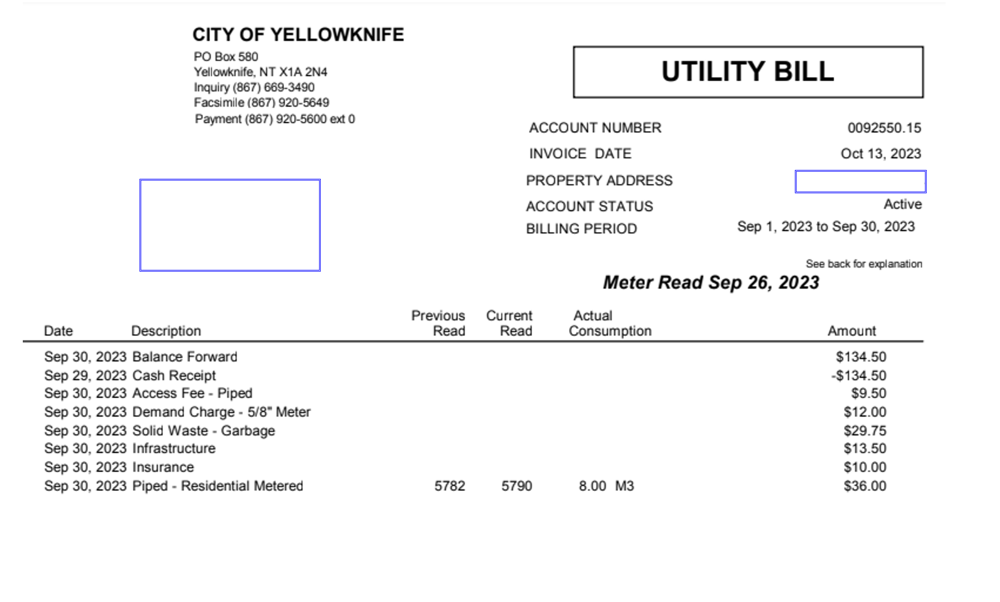 CITY OF YELLOWKNIFE
PO Box 580
Yellowknife, NT X1A 2N4
Inquiry (867) 669-3490
Facsimile (867) 920-5649
Payment (867) 920-5600 ext 0
UTILITY BILL
ACCOUNT NUMBER 0092550.15
INVOICE DATE Oct 13, 2023
PROPERTY ADDRESS
ACCOUNT STATUS Active
BILLING PERIOD Sep 1, 2023 to Sep 30, 2023
See back for explanation
Meter Read Sep 26, 2023
Date Description Previous Read Current Read Actual Consumption Amount
Sep 30, 2023 Balance Forward $134.50
Sep 29, 2023 Cash Receipt -$134.50
Sep 30, 2023 Access Fee - Piped $9.50
Sep 30, 2023 Demand Charge - 5/8" Meter $12.00
Sep 30, 2023 Solid Waste - Garbage $29.75
Sep 30, 2023 Infrastructure $13.50
Sep 30, 2023 Insurance $10.00
Sep 30, 2023 Piped - Residential Metered 5782 5790 8.00 M3 $36.00